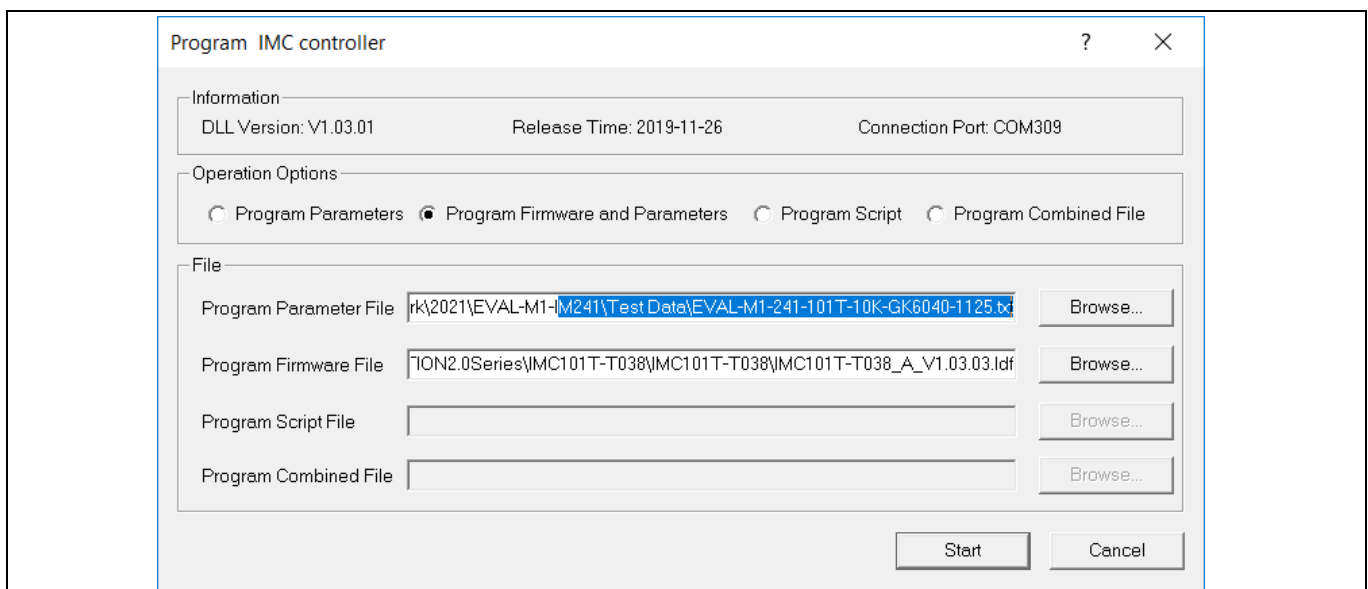 Program IMC controller ?
Information
DLL Version: V1.03.01 Release Time: 2019-11-26 Connection Port: COM309
Operation Options
Program Parameters Program Firmware and Parameters Program Script Program Combined File
File
Program Parameter File rk\2021\EVAL-M1-IM241\Test Data\EVAL-M1-241-101T-10K-GK6040-1125.txt Browse...
Program Firmware File TION2.0Series\IMC101T-T038\IMC101T-T038\IMC101T-T038_A_V1.03.03.ldf Browse...
Program Script File Browse...
Program Combined File Browse...
Start Cancel